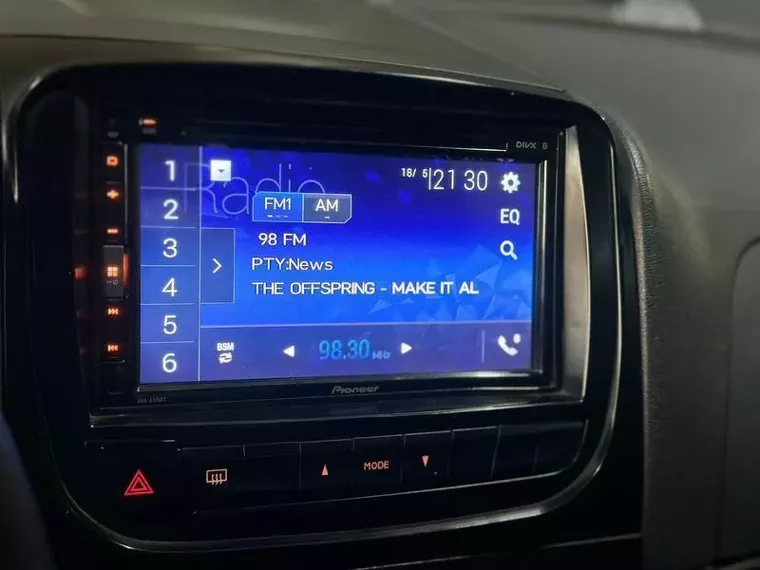 DIVX
1
2
3
4
5
6
Radio
18/ 5 21 30
FM1
AM
EQ
98 FM
PTY:News
THE OFFSPRING - MAKE IT AL
BSM
98.30 MHz
Pioneer
MODE